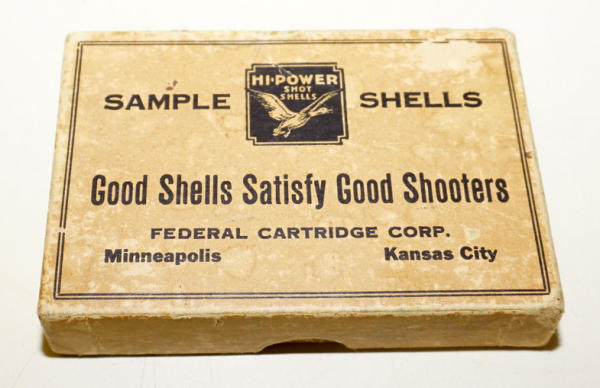 HI-POWER
SHOT
SHELLS
SAMPLE SHELLS
Good Shells Satisfy Good Shooters
FEDERAL CARTRIDGE CORP.
Minneapolis Kansas City